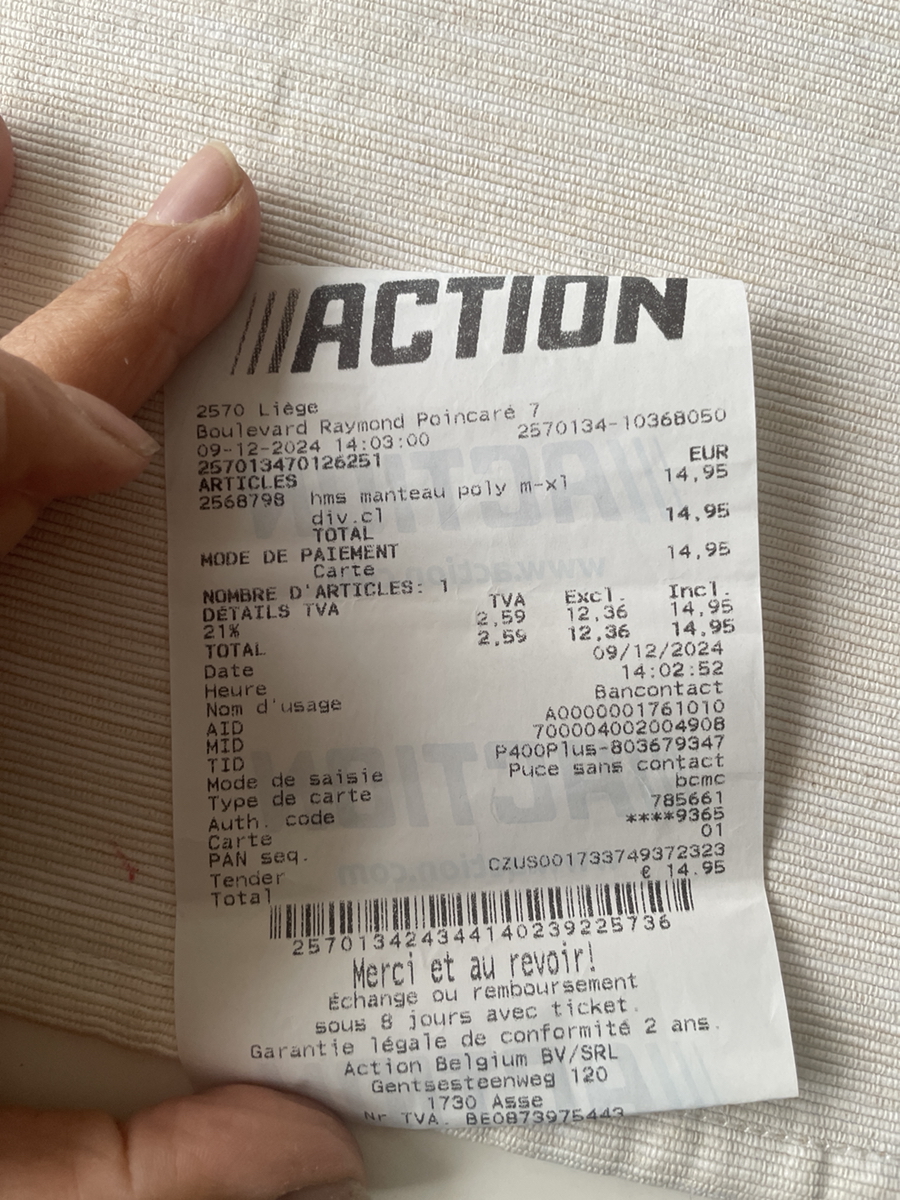 ACTION
2570 Liège
Boulevard Raymond Poincaré 7
09-12-2024 14:03:00 2570134-10368050
257013470126251 EUR
ARTICLES 14,95
2568798 hms manteau poly m-xl
div.cl 14,95
TOTAL
MODE DE PAIEMENT 14,95
Carte
NOMBRE D'ARTICLES: 1
DÉTAILS TVA TVA Excl. Incl.
21% 2,59 12,36 14,95
TOTAL 2,59 12,36 14,95
Date 09/12/2024
Heure 14:02:52
Nom d'usage Bancontact
AID A0000001761010
MID 700004002004908
TID P400Plus-803679347
Mode de saisie Puce sans contact
Type de carte bcmc
Auth. code 785661
Carte ****9365
PAN seq. 01
Tender CZUS001733749372323
Total € 14.95
257013424344140239225736
Merci et au revoir!
Échange ou remboursement
sous 8 jours avec ticket.
Garantie légale de conformité 2 ans.
Action Belgium BV/SRL
Gentsesteenweg 120
1730 Asse
Nr TVA. BE0873975443